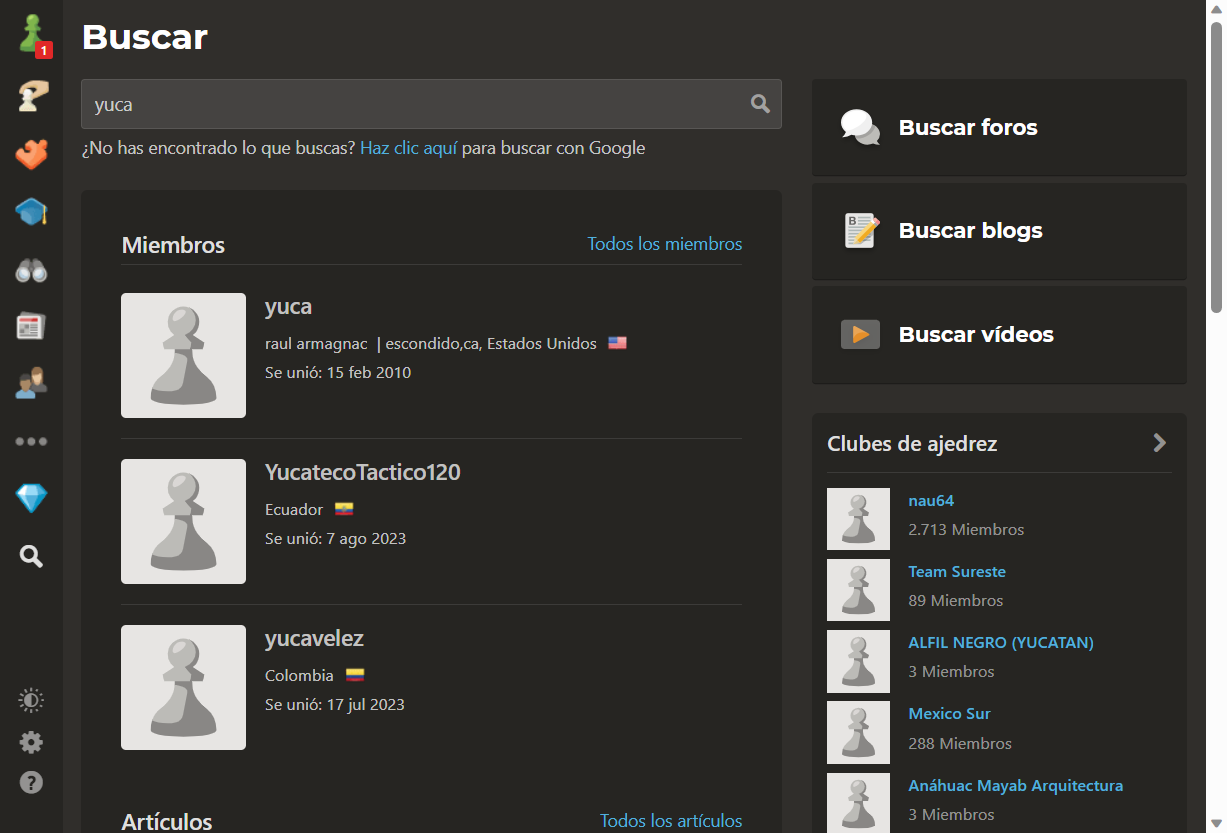 1
Buscar
yuca
¿No has encontrado lo que buscas? Haz clic aquí para buscar con Google
Miembros
Todos los miembros
yuca
raul armagnac | escondido,ca, Estados Unidos
Se unió: 15 feb 2010
YucatecoTactico120
Ecuador
Se unió: 7 ago 2023
yucavelez
Colombia
Se unió: 17 jul 2023
Artículos
Todos los artículos
Buscar foros
B
Buscar blogs
Buscar vídeos
Clubes de ajedrez
nau64
2.713 Miembros
Team Sureste
89 Miembros
ALFIL NEGRO (YUCATAN)
3 Miembros
Mexico Sur
288 Miembros
Anáhuac Mayab Arquitectura
3 Miembros
?